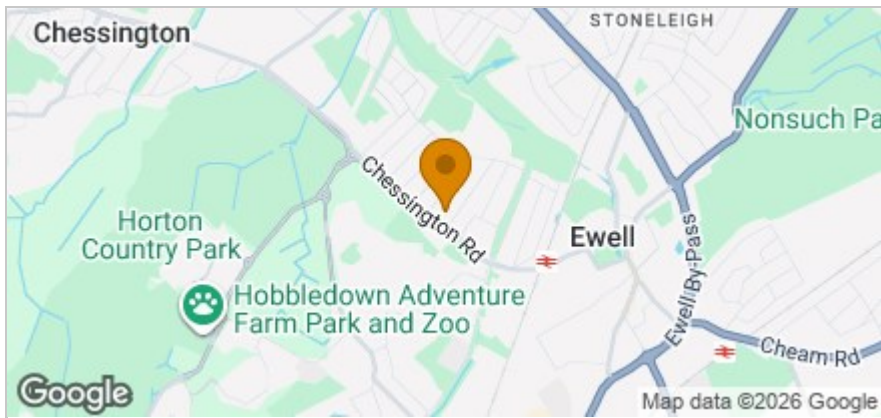 STONELEIGH
Chessington
Nonsuch Pa
Chessington Rd
Horton
Country Park
Ewell
Ewell By-Pass
Hobbledown Adventure
Farm Park and Zoo
Cheam Rd
Google
Map data ©2026 Google